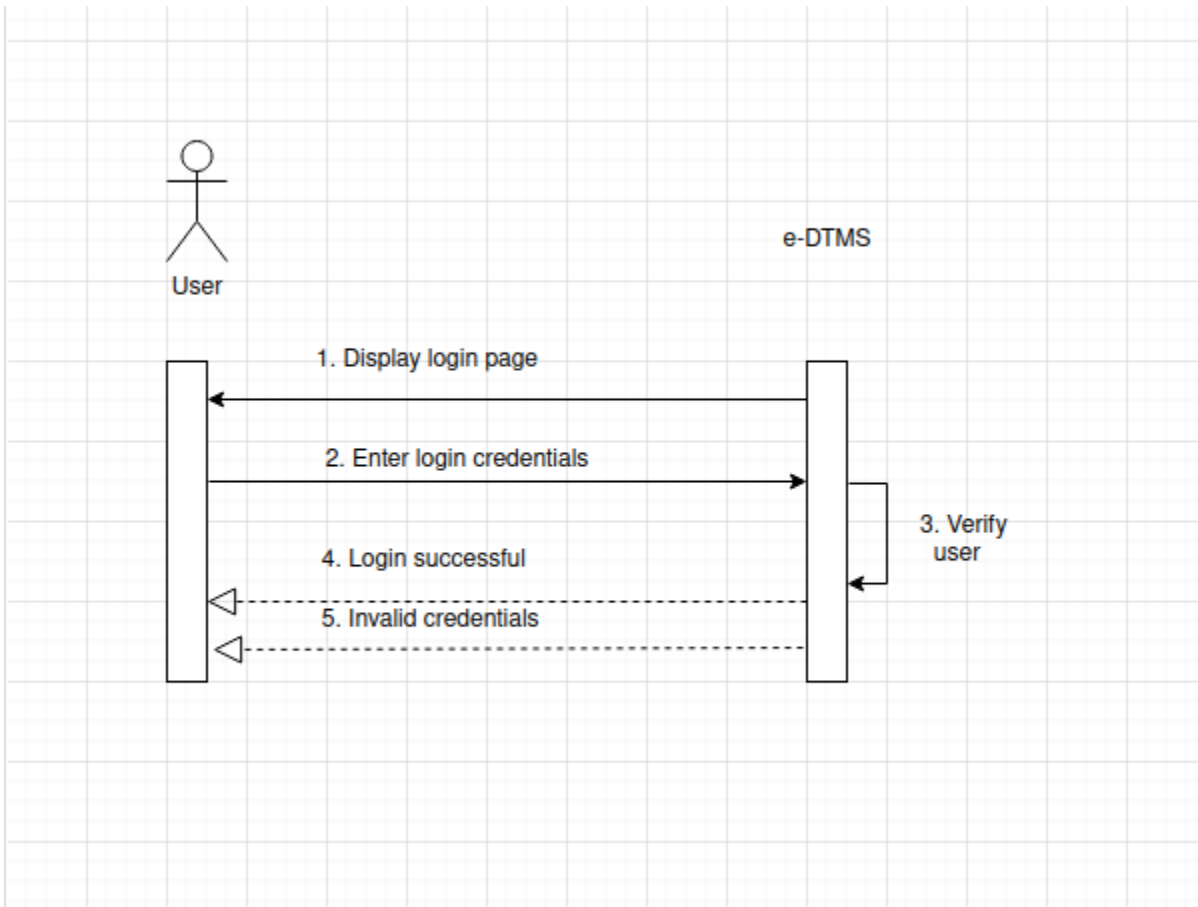 e-DTMS
User
1. Display login page
2. Enter login credentials
3. Verify
user
4. Login successful
5. Invalid credentials